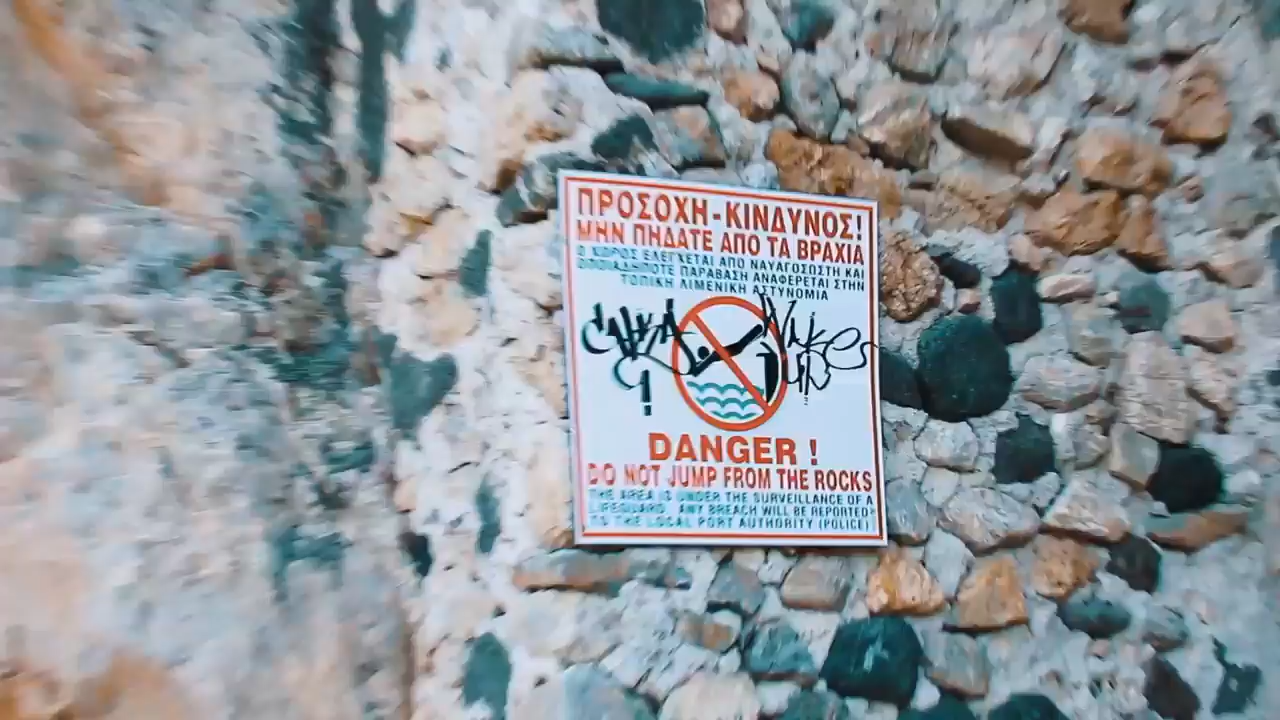 ΠΡΟΣΟΧΗ-ΚΙΝΔΥΝΟΣ!
ΜΗΝ ΠΗΔΑΤΕ ΑΠΟ ΤΑ ΒΡΑΧΙΑ
Ο ΧΩΡΟΣ ΕΛΕΓΧΕΤΑΙ ΑΠΟ ΝΑΥΑΓΟΣΩΣΤΗ ΚΑΙ
ΟΠΟΙΑΔΗΠΟΤΕ ΠΑΡΑΒΑΣΗ ΑΝΑΦΕΡΕΤΑΙ ΣΤΗΝ
ΤΟΠΙΚΗ ΛΙΜΕΝΙΚΗ ΑΣΤΥΝΟΜΙΑ
DANGER !
DO NOT JUMP FROM THE ROCKS
THE AREA IS UNDER THE SURVEILLANCE OF A
LIFEGUARD. ANY BREACH WILL BE REPORTED
TO THE LOCAL PORT AUTHORITY (POLICE)